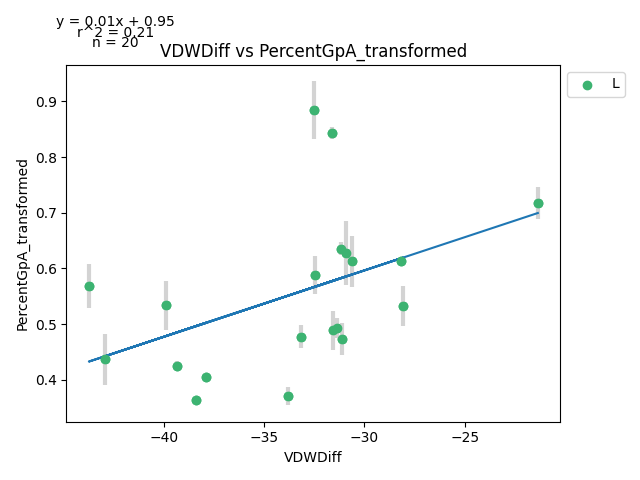 y = 0.01x + 0.95
r^2 = 0.21
n = 20
VDWDiff vs PercentGpA_transformed
L
PercentGpA_transformed
0.9
0.8
0.7
0.6
0.5
0.4
−40
−35
−30
−25
VDWDiff